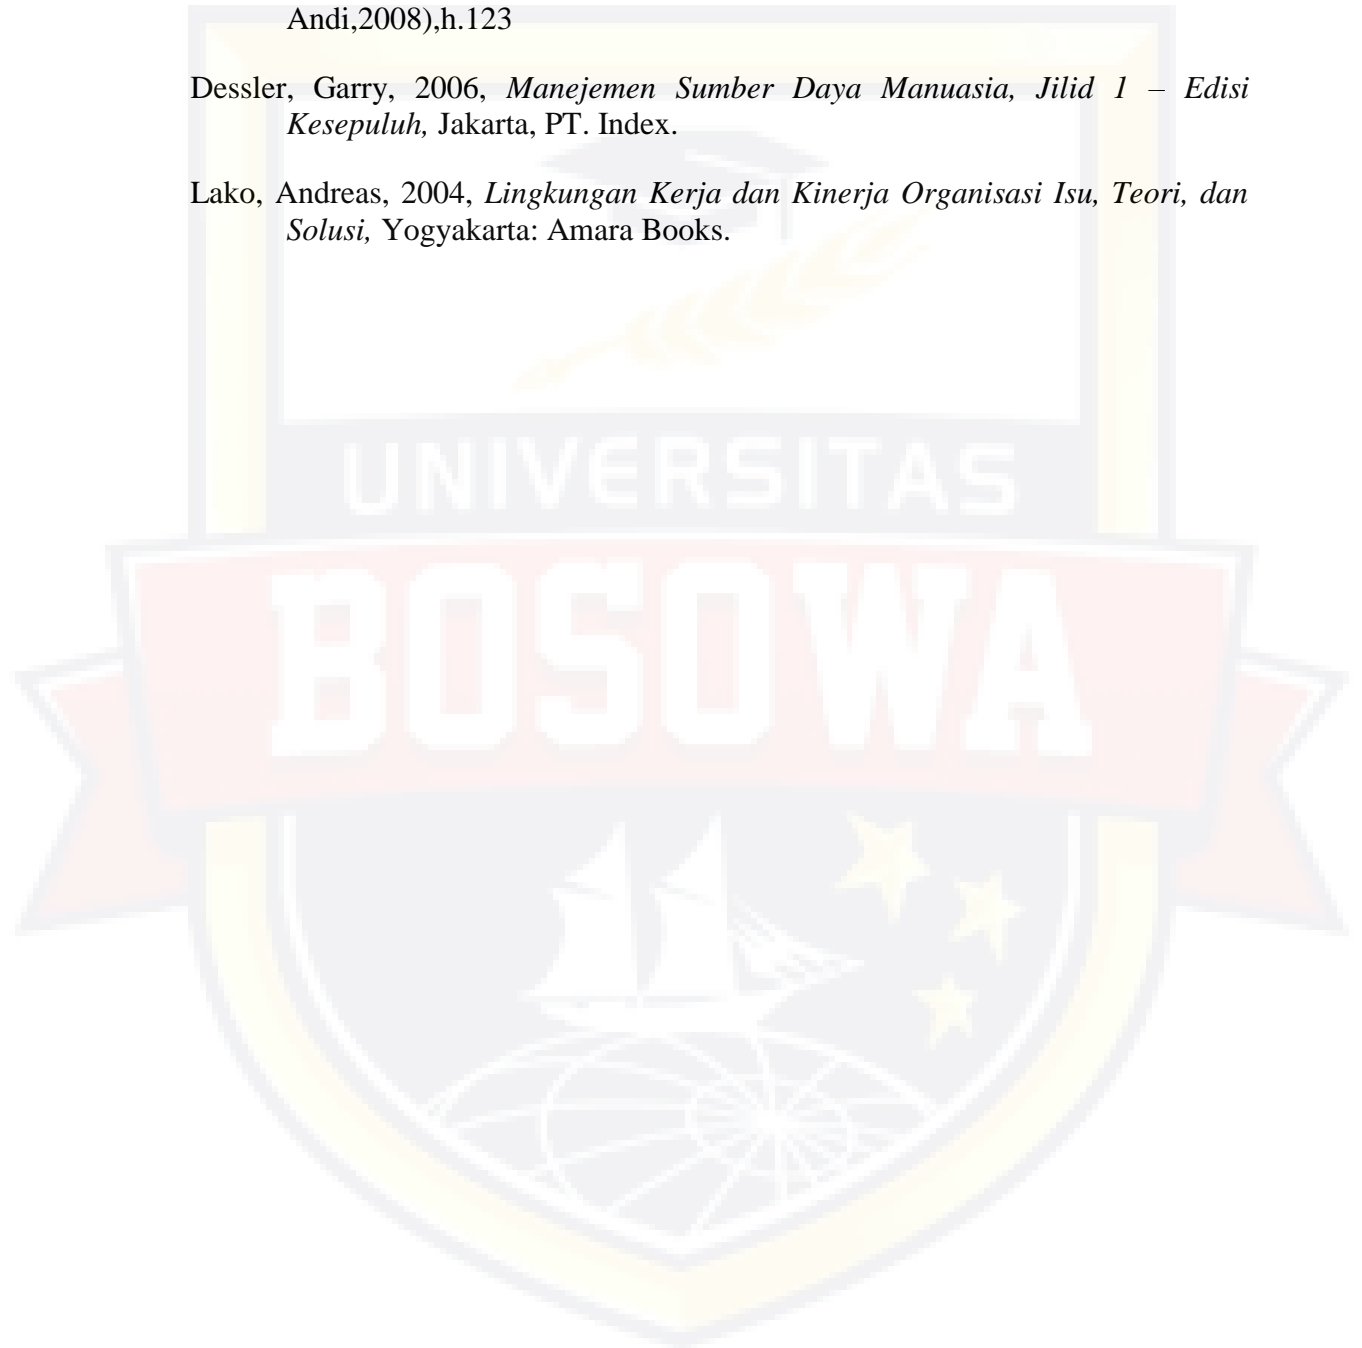 Andi,2008),h.123
Dessler, Garry, 2006, Manejemen Sumber Daya Manuasia, Jilid 1 – Edisi
Kesepuluh, Jakarta, PT. Index.
Lako, Andreas, 2004, Lingkungan Kerja dan Kinerja Organisasi Isu, Teori, dan
Solusi, Yogyakarta: Amara Books.
UNIVERSITAS
BOSOWA